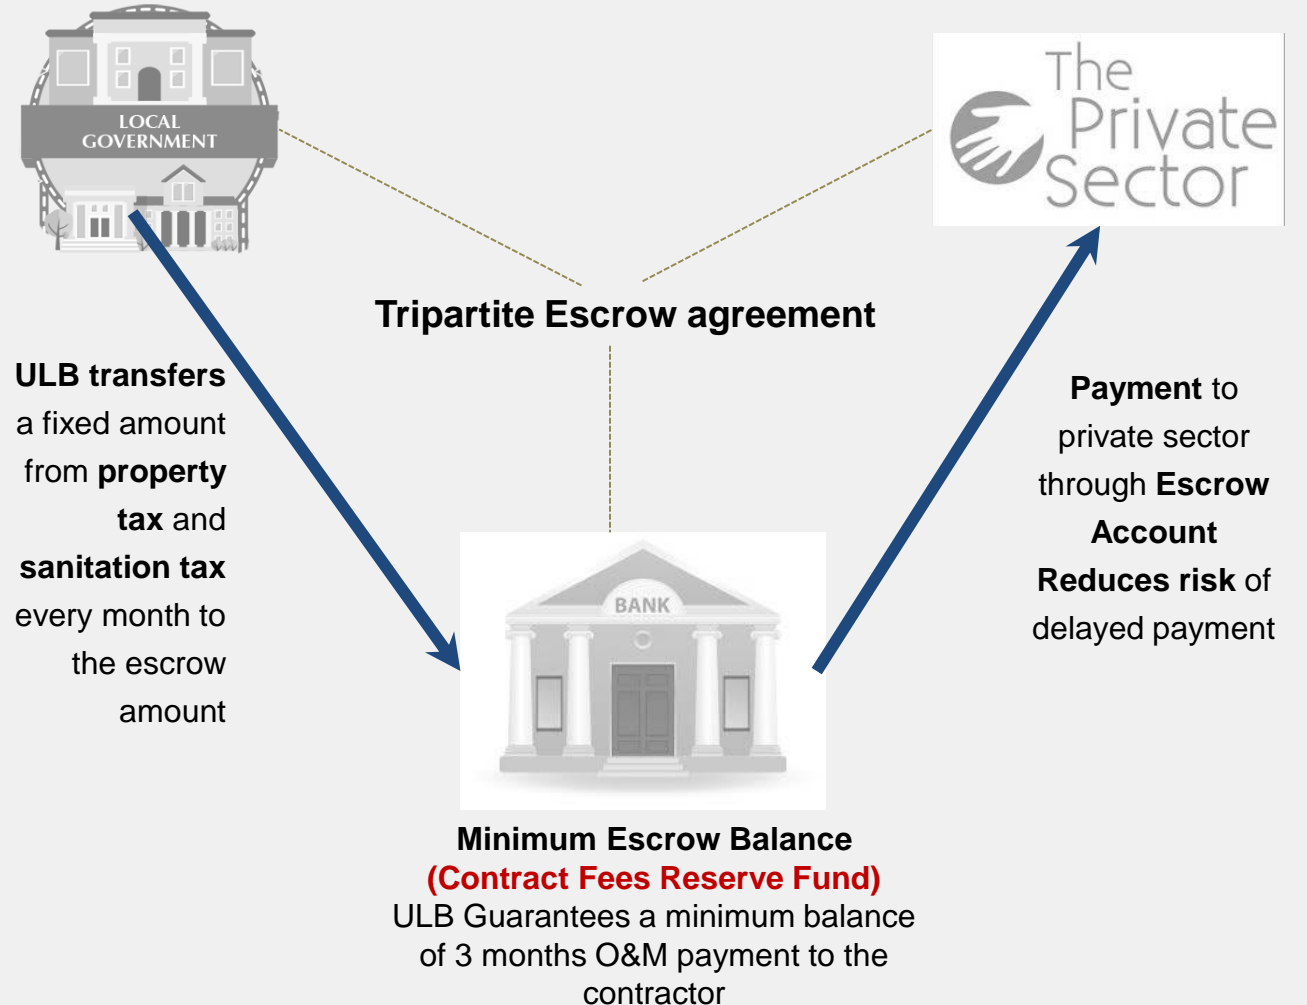 LOCAL
GOVERNMENT
The
Private
Sector
Tripartite Escrow agreement
ULB transfers
a fixed amount
from property
tax and
sanitation tax
every month to
the escrow
amount
Payment to
private sector
through Escrow
Account
Reduces risk of
delayed payment
BANK
Minimum Escrow Balance
(Contract Fees Reserve Fund)
ULB Guarantees a minimum balance
of 3 months O&M payment to the
contractor